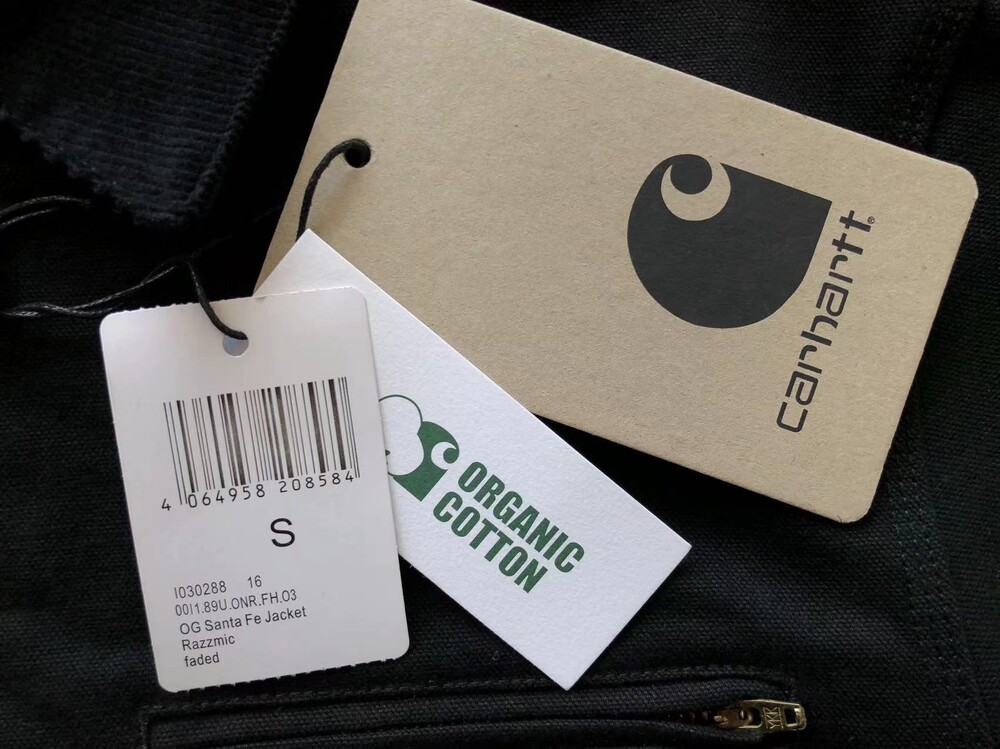 carhartt®
ORGANIC
COTTON
4 064958 208584
S
I030288 16
00I1.89U.ONR.FH.03
OG Santa Fe Jacket
Razzmic
faded
YKK